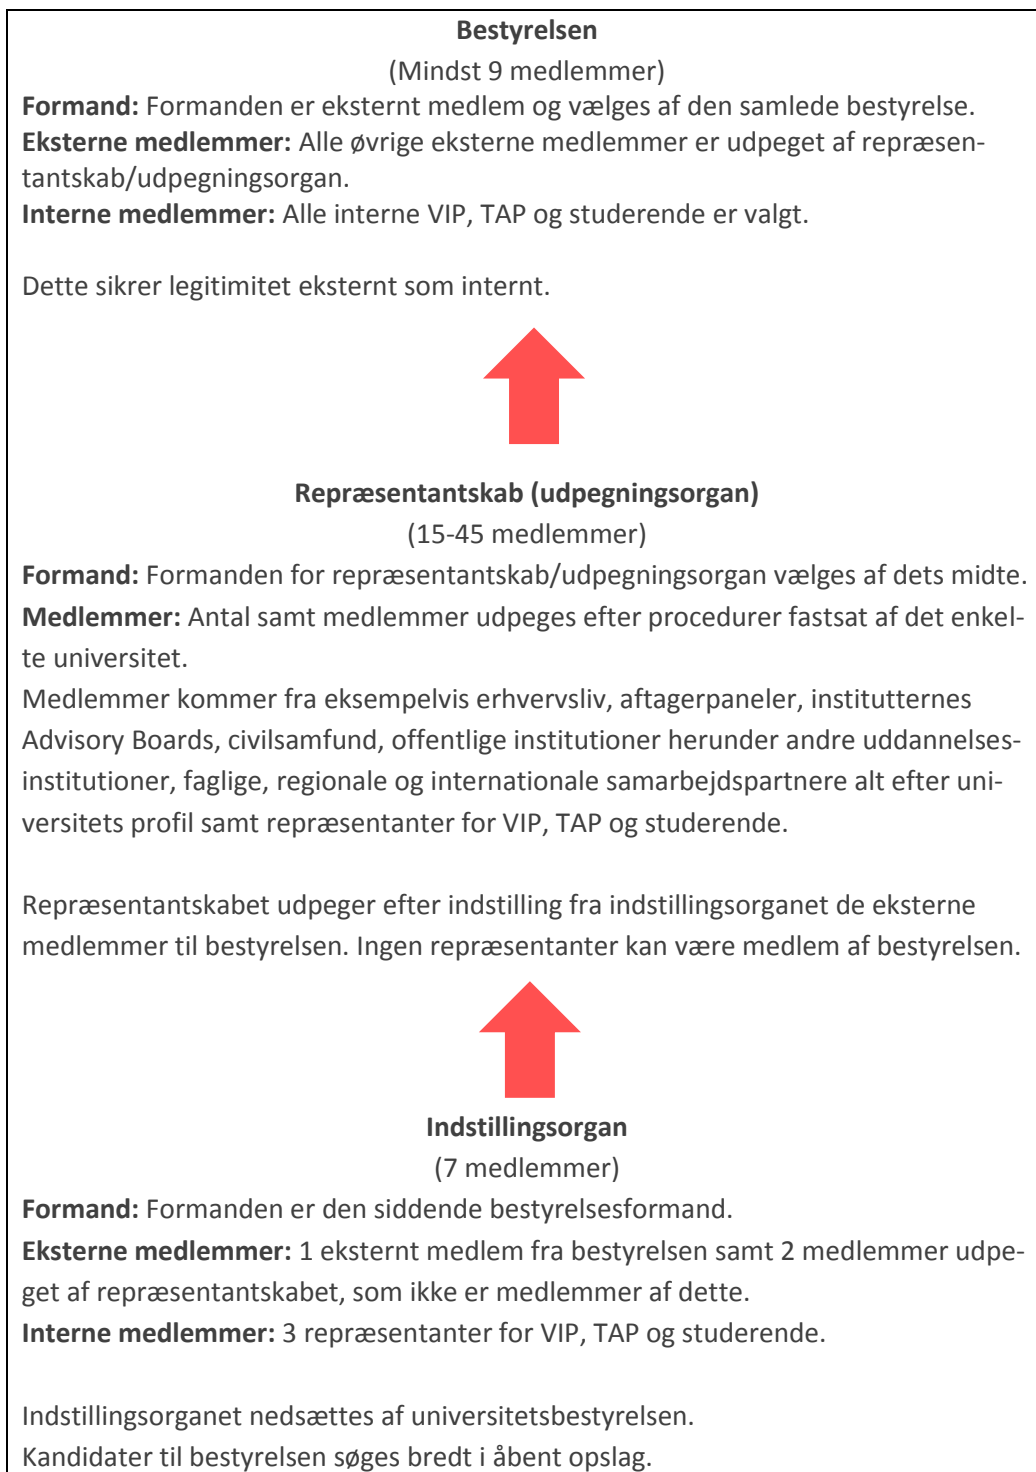 Bestyrelsen
(Mindst 9 medlemmer)
Formand: Formanden er eksternt medlem og vælges af den samlede bestyrelse.
Eksterne medlemmer: Alle øvrige eksterne medlemmer er udpeget af repræsen-
tantskab/udpegningsorgan.
Interne medlemmer: Alle interne VIP, TAP og studerende er valgt.
Dette sikrer legitimitet eksternt som internt.
Repræsentantskab (udpegningsorgan)
(15-45 medlemmer)
Formand: Formanden for repræsentantskab/udpegningsorgan vælges af dets midte.
Medlemmer: Antal samt medlemmer udpeges efter procedurer fastsat af det enkel-
te universitet.
Medlemmer kommer fra eksempelvis erhvervsliv, aftagerpaneler, institutternes
Advisory Boards, civilsamfund, offentlige institutioner herunder andre uddannelses-
institutioner, faglige, regionale og internationale samarbejdspartnere alt efter uni-
versitets profil samt repræsentanter for VIP, TAP og studerende.
Repræsentantskabet udpeger efter indstilling fra indstillingsorganet de eksterne
medlemmer til bestyrelsen. Ingen repræsentanter kan være medlem af bestyrelsen.
Indstillingsorgan
(7 medlemmer)
Formand: Formanden er den siddende bestyrelsesformand.
Eksterne medlemmer: 1 eksternt medlem fra bestyrelsen samt 2 medlemmer udpe-
get af repræsentantskabet, som ikke er medlemmer af dette.
Interne medlemmer: 3 repræsentanter for VIP, TAP og studerende.
Indstillingsorganet nedsættes af universitetsbestyrelsen.
Kandidater til bestyrelsen søges bredt i åbent opslag.